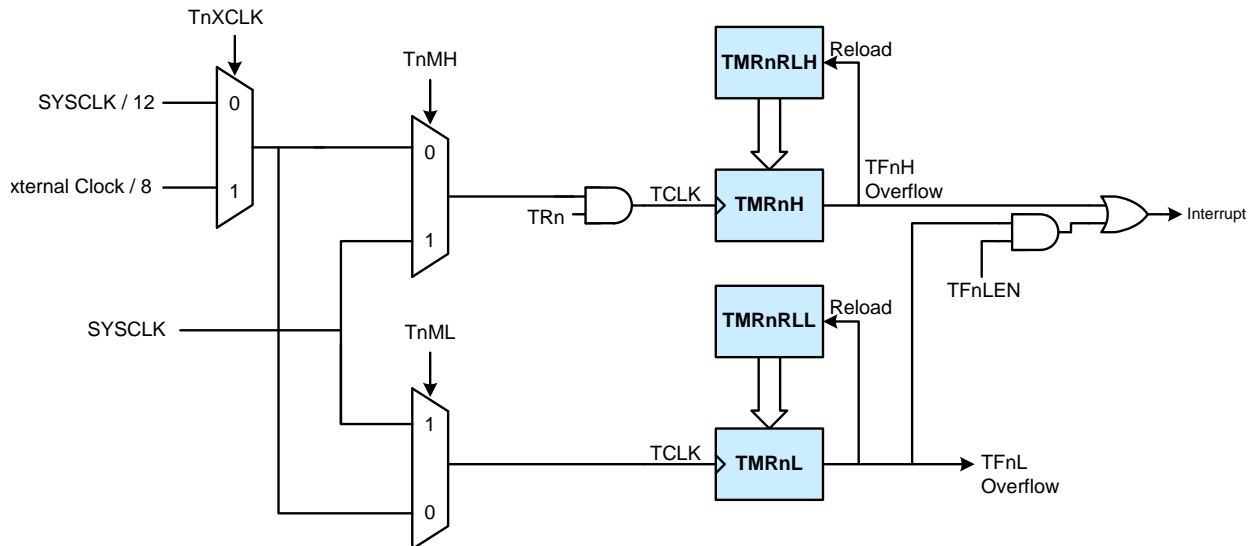 TnXCLK
TnMH
SYSCLK / 12
0
xternal Clock / 8
1
0
1
TRn
TCLK
TMRnRLH
Reload
TMRnH
TFnH
Overflow
Interrupt
TFnLEN
SYSCLK
TnML
1
0
TCLK
TMRnRLL
Reload
TMRnL
TFnL
Overflow